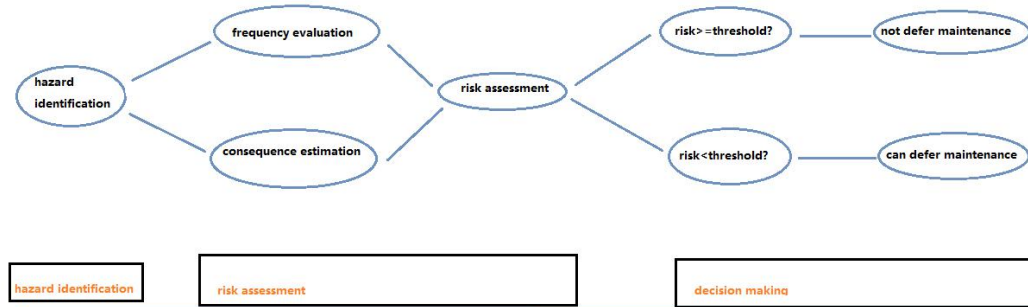 frequency evaluation
risk>=threshold?
not defer maintenance
hazard
identification
risk assessment
consequence estimation
risk<threshold?
can defer maintenance
hazard identification
risk assessment
decision making